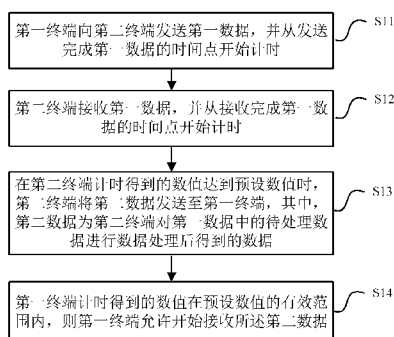 第一终端向第二终端发送第一数据，并从发送
完成第一数据的时间点开始计时
S11
第二终端接收第一数据，并从接收完成第一数
据的时间点开始计时
S12
在第二终端计时得到的数值达到预设数值时，
第二终端将第二数据发送至第一终端，其中，
第二数据为第二终端对第一数据中的待处理数
据进行数据处理后得到的数据
S13
第一终端计时得到的数值在预设数值的有效范
围内，则第一终端允许开始接收所述第二数据
S14